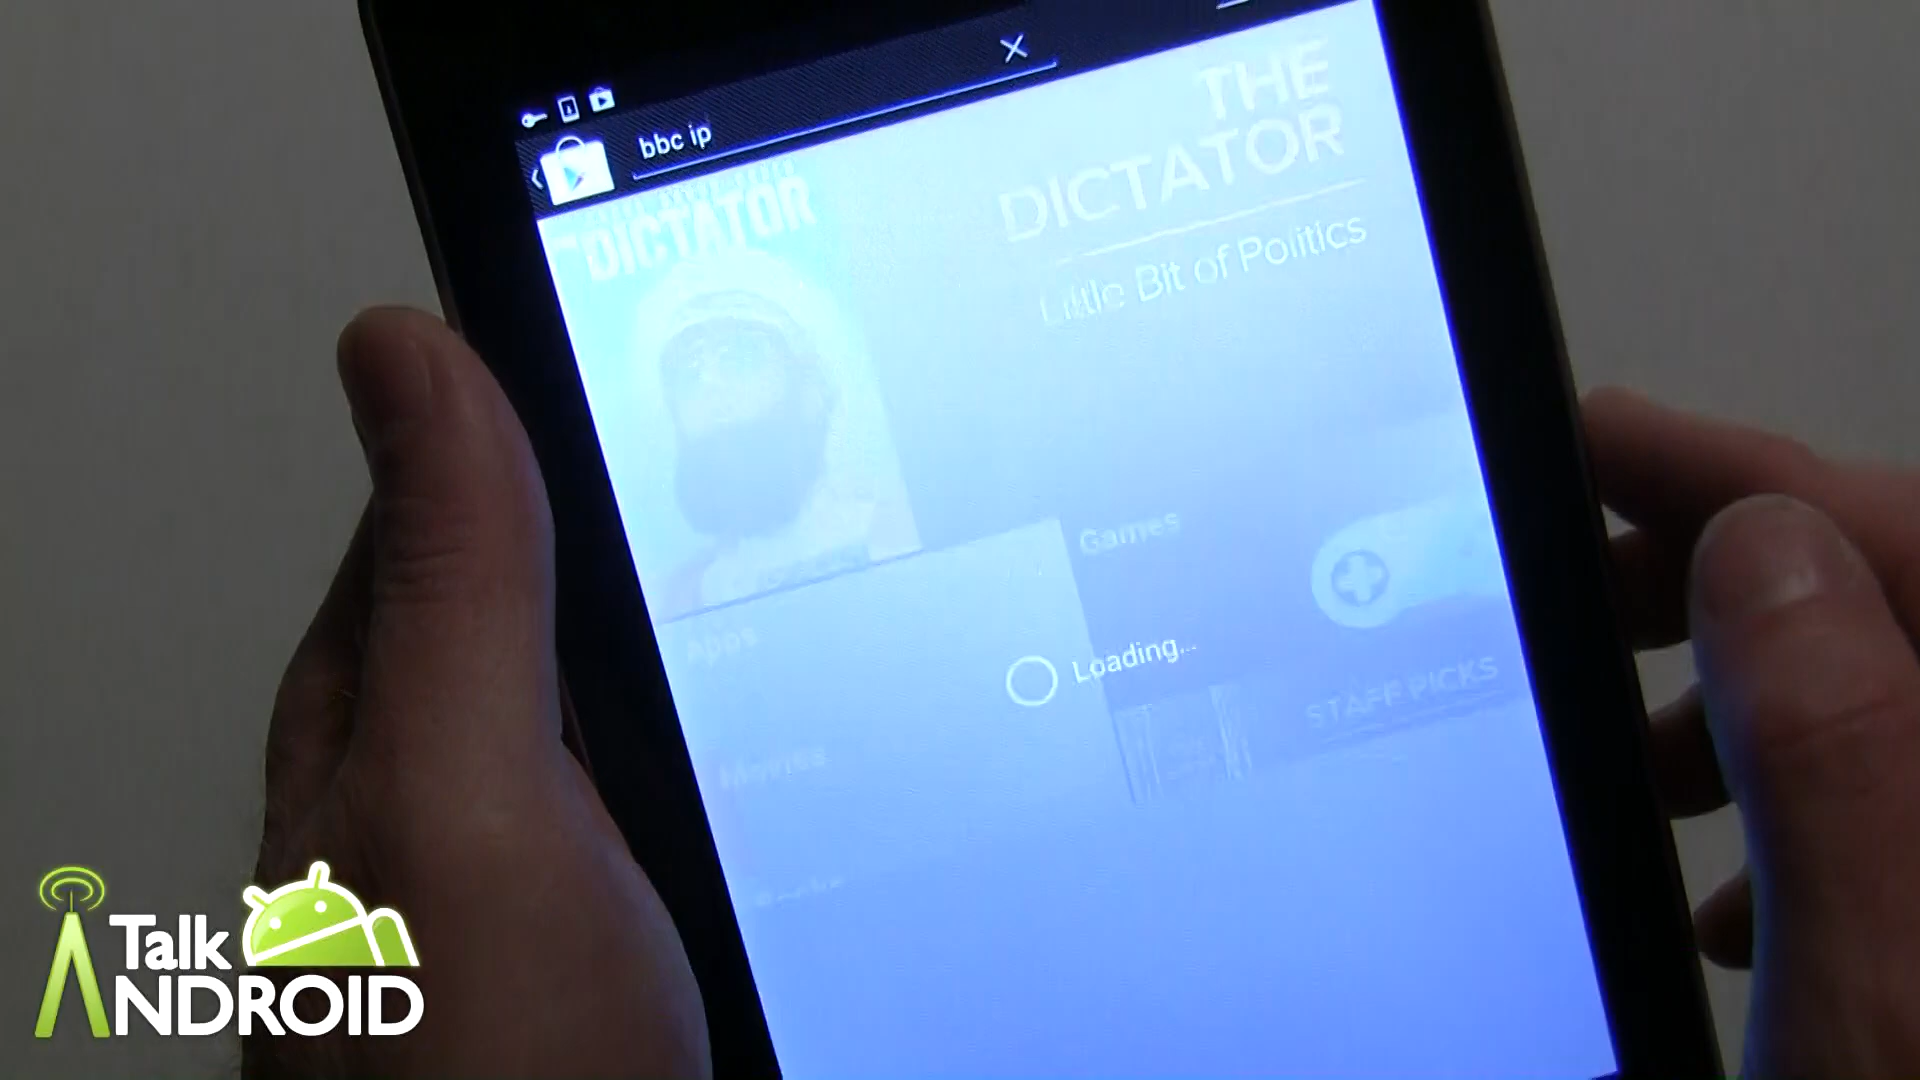 bbc ip
DICTATOR
THE
DICTATOR
Little Bit of Politics
Games
Apps
Loading...
STAFF PICKS
Movies
Talk
ANDROID